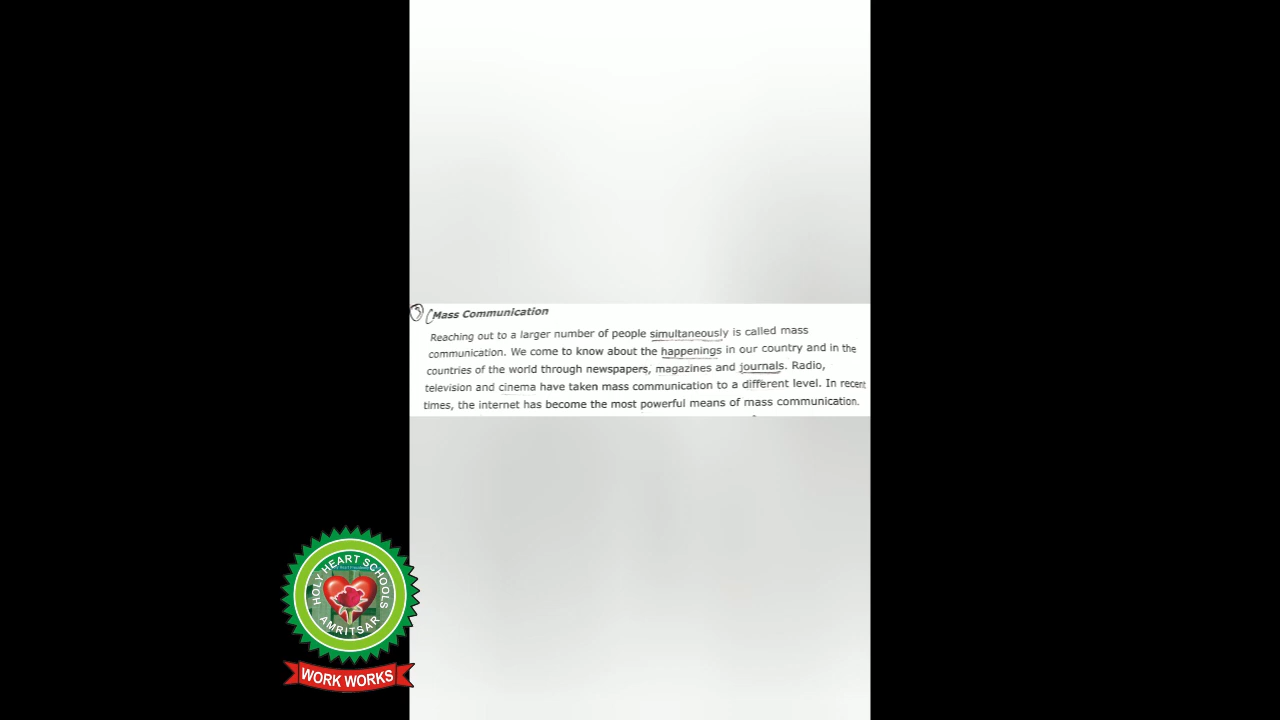 3 (Mass Communication
Reaching out to a larger number of people simultaneously is called mass
communication. We come to know about the happenings in our country and in the
countries of the world through newspapers, magazines and journals. Radio,
television and cinema have taken mass communication to a different level. In recent
times, the internet has become the most powerful means of mass communication.
HOLY HEART SCHOOLS
AMRITSAR
WORK WORKS